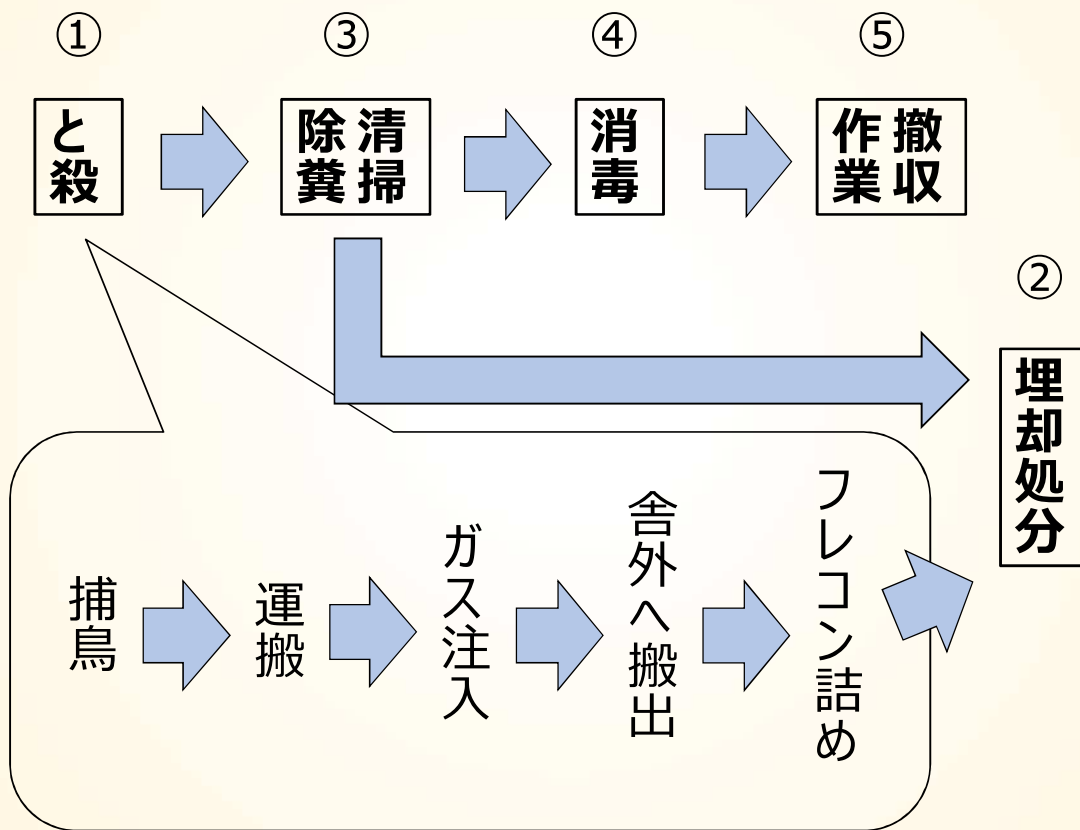 ①
③
④
⑤
と殺
清掃
除糞
消毒
撤収
作業
②
埋却処分
捕鳥
運搬
ガス注入
舎外へ搬出
フレコン詰め